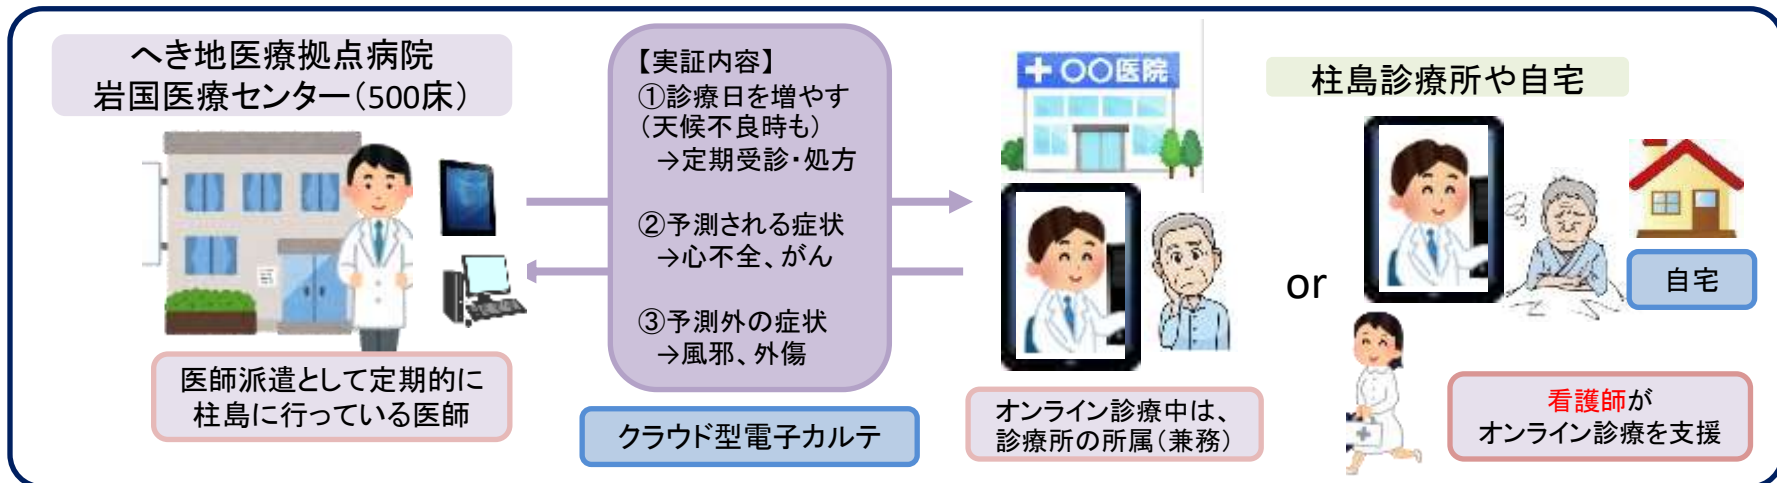 へき地医療拠点病院
岩国医療センター（500床）
医師派遣として定期的に
柱島に行っている医師
【実証内容】
①診療日を増やす
（天候不良時も）
→定期受診・処方
②予測される症状
→心不全、がん
③予測外の症状
→風邪、外傷
クラウド型電子カルテ
＋〇〇医院
オンライン診療中は、
診療所の所属（兼務）
or
柱島診療所や自宅
自宅
看護師が
オンライン診療を支援